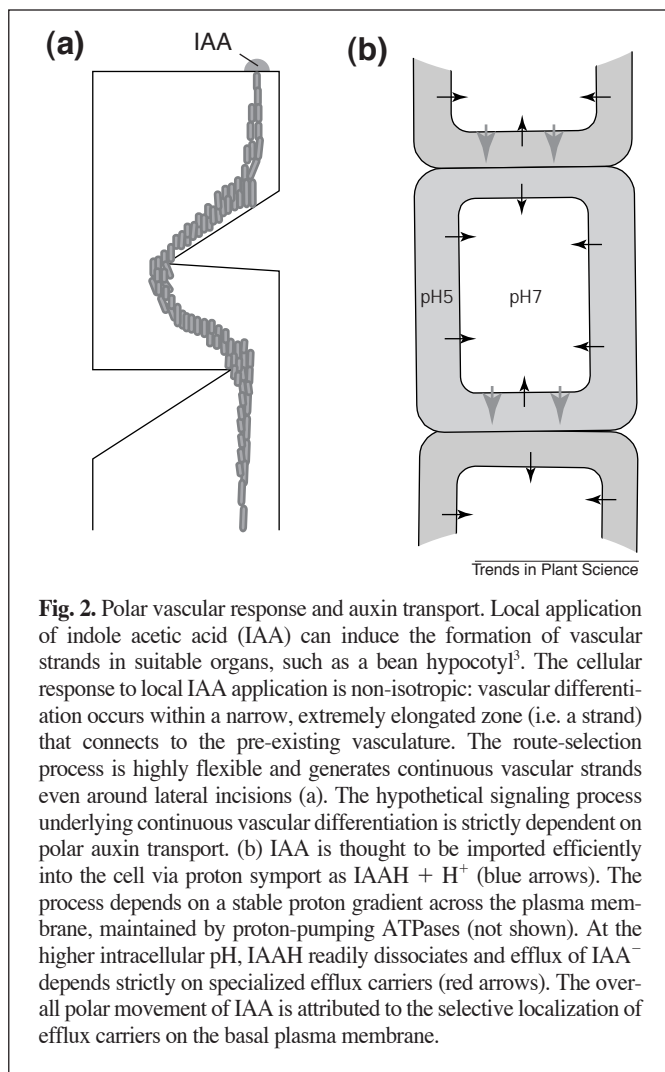 (a)
IAA
(b)
pH5
pH7
Trends in Plant Science
Fig. 2. Polar vascular response and auxin transport. Local application
of indole acetic acid (IAA) can induce the formation of vascular
strands in suitable organs, such as a bean hypocotyl³. The cellular
response to local IAA application is non-isotropic: vascular differenti-
ation occurs within a narrow, extremely elongated zone (i.e. a strand)
that connects to the pre-existing vasculature. The route-selection
process is highly flexible and generates continuous vascular strands
even around lateral incisions (a). The hypothetical signaling process
underlying continuous vascular differentiation is strictly dependent on
polar auxin transport. (b) IAA is thought to be imported efficiently
into the cell via proton symport as IAAH + H⁺ (blue arrows). The
process depends on a stable proton gradient across the plasma mem-
brane, maintained by proton-pumping ATPases (not shown). At the
higher intracellular pH, IAAH readily dissociates and efflux of IAA⁻
depends strictly on specialized efflux carriers (red arrows). The over-
all polar movement of IAA is attributed to the selective localization of
efflux carriers on the basal plasma membrane.